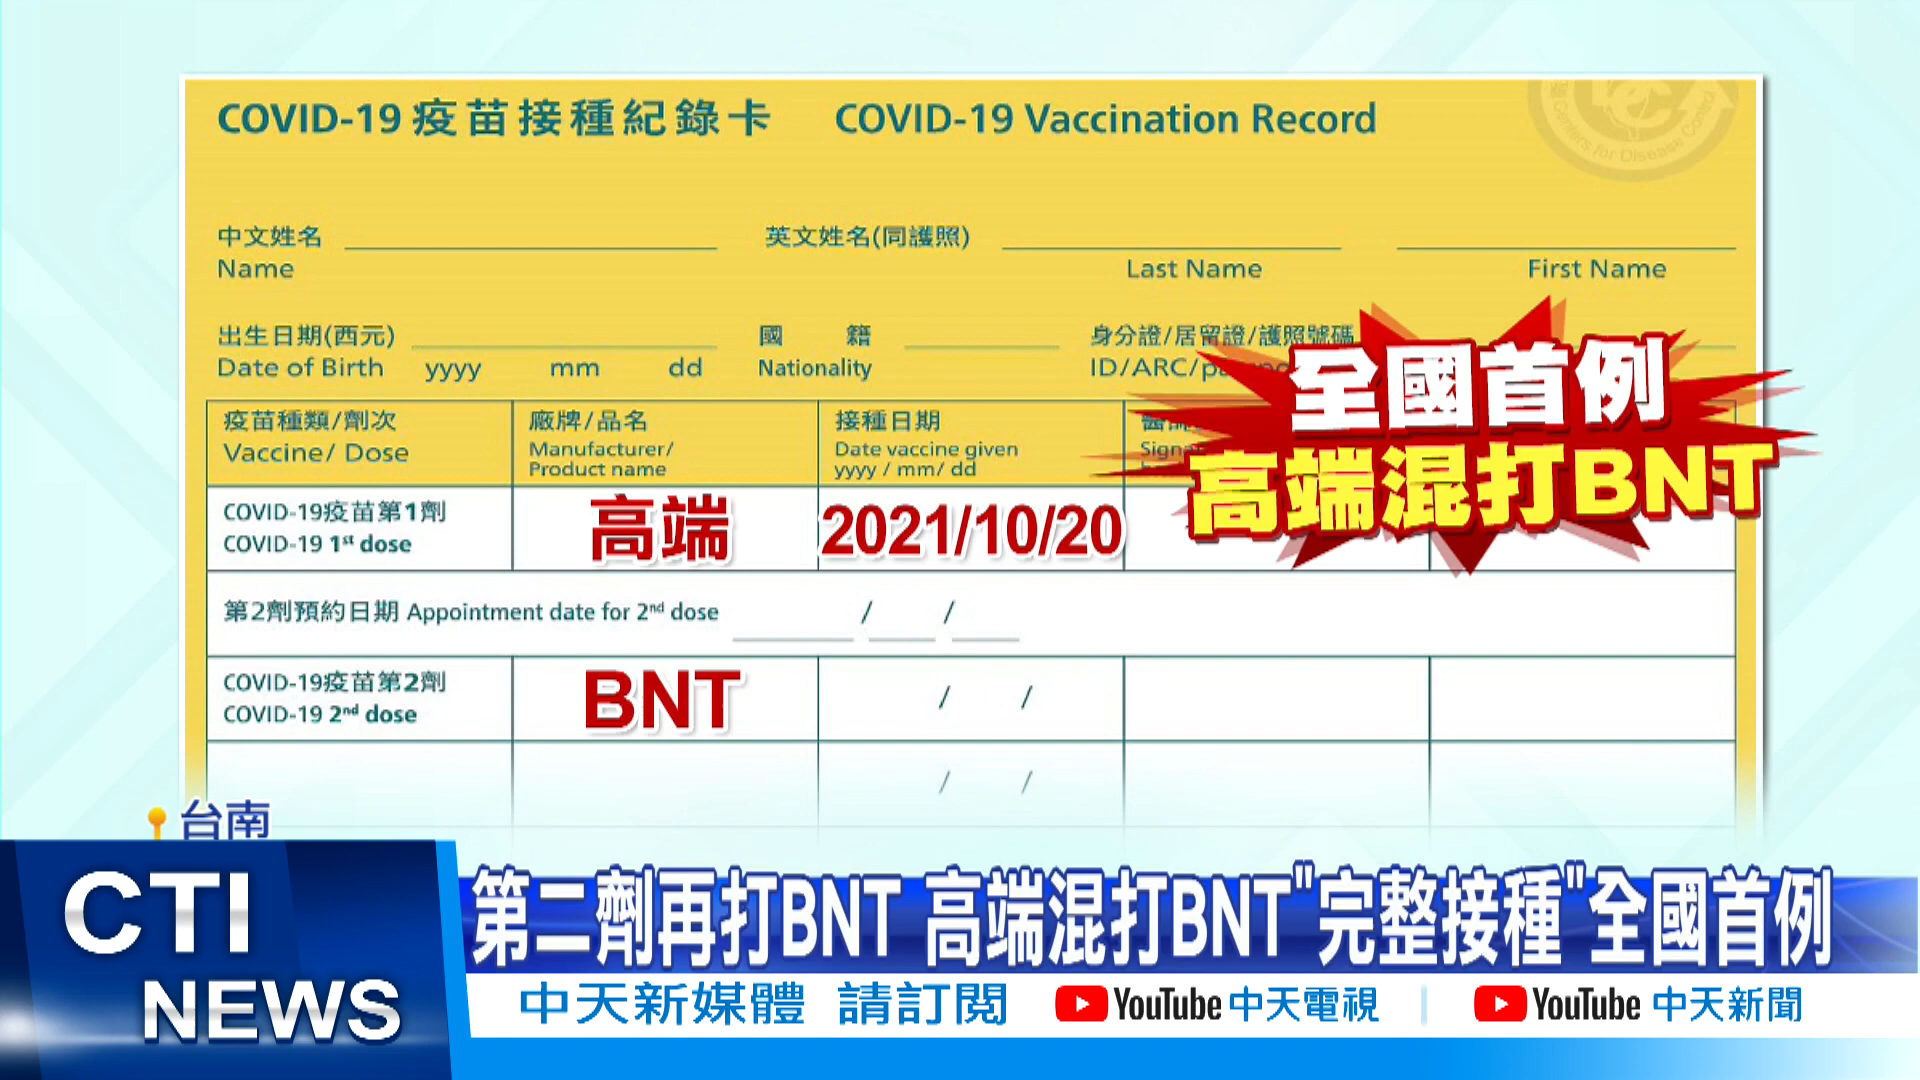 COVID-19 疫苗接種紀錄卡 COVID-19 Vaccination Record
中文姓名
Name
英文姓名(同護照)
Last Name
First Name
出生日期(西元)
Date of Birth yyyy mm dd
國籍
Nationality
身分證/居留證/護照號碼
ID/ARC/
全國首例
高端混打BNT
疫苗種類/劑次
Vaccine/ Dose
廠牌/品名
Manufacturer/
Product name
接種日期
Date vaccine given
yyyy / mm/ dd
COVID-19疫苗第1劑
COVID-19 1st dose
高端
2021/10/20
第2劑預約日期 Appointment date for 2nd dose / /
COVID-19疫苗第2劑
COVID-19 2nd dose
BNT
/ /
/ /
台南
CTI
NEWS
第二劑再打BNT 高端混打BNT"完整接種"全國首例
中天新媒體 請訂閱 YouTube 中天電視 | YouTube 中天新聞